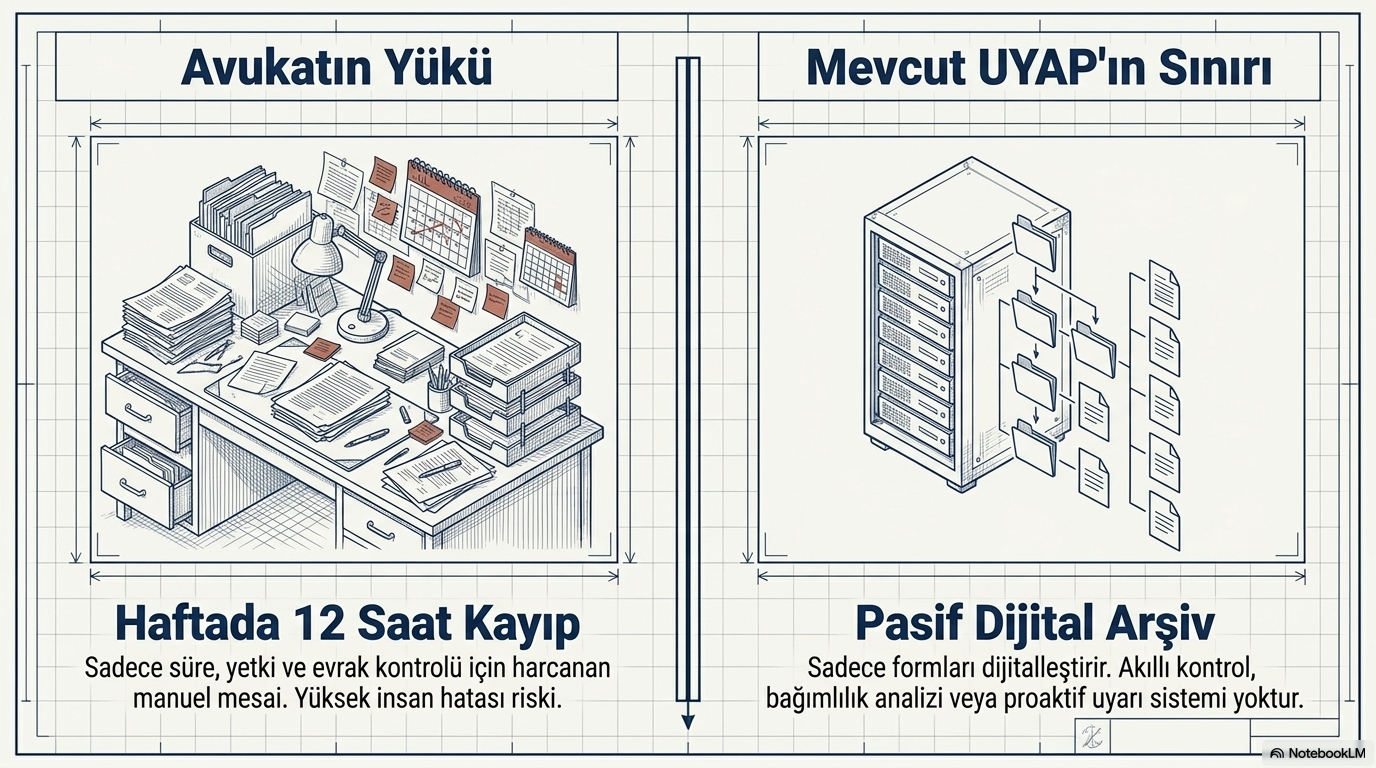 Avukatın Yükü
Haftada 12 Saat Kayıp
Sadece süre, yetki ve evrak kontrolü için harcanan
manuel mesai. Yüksek insan hatası riski.
Mevcut UYAP'ın Sınırı
Pasif Dijital Arşiv
Sadece formları dijitalleştirir. Akıllı kontrol,
bağımlılık analizi veya proaktif uyarı sistemi yoktur.
NotebookLM